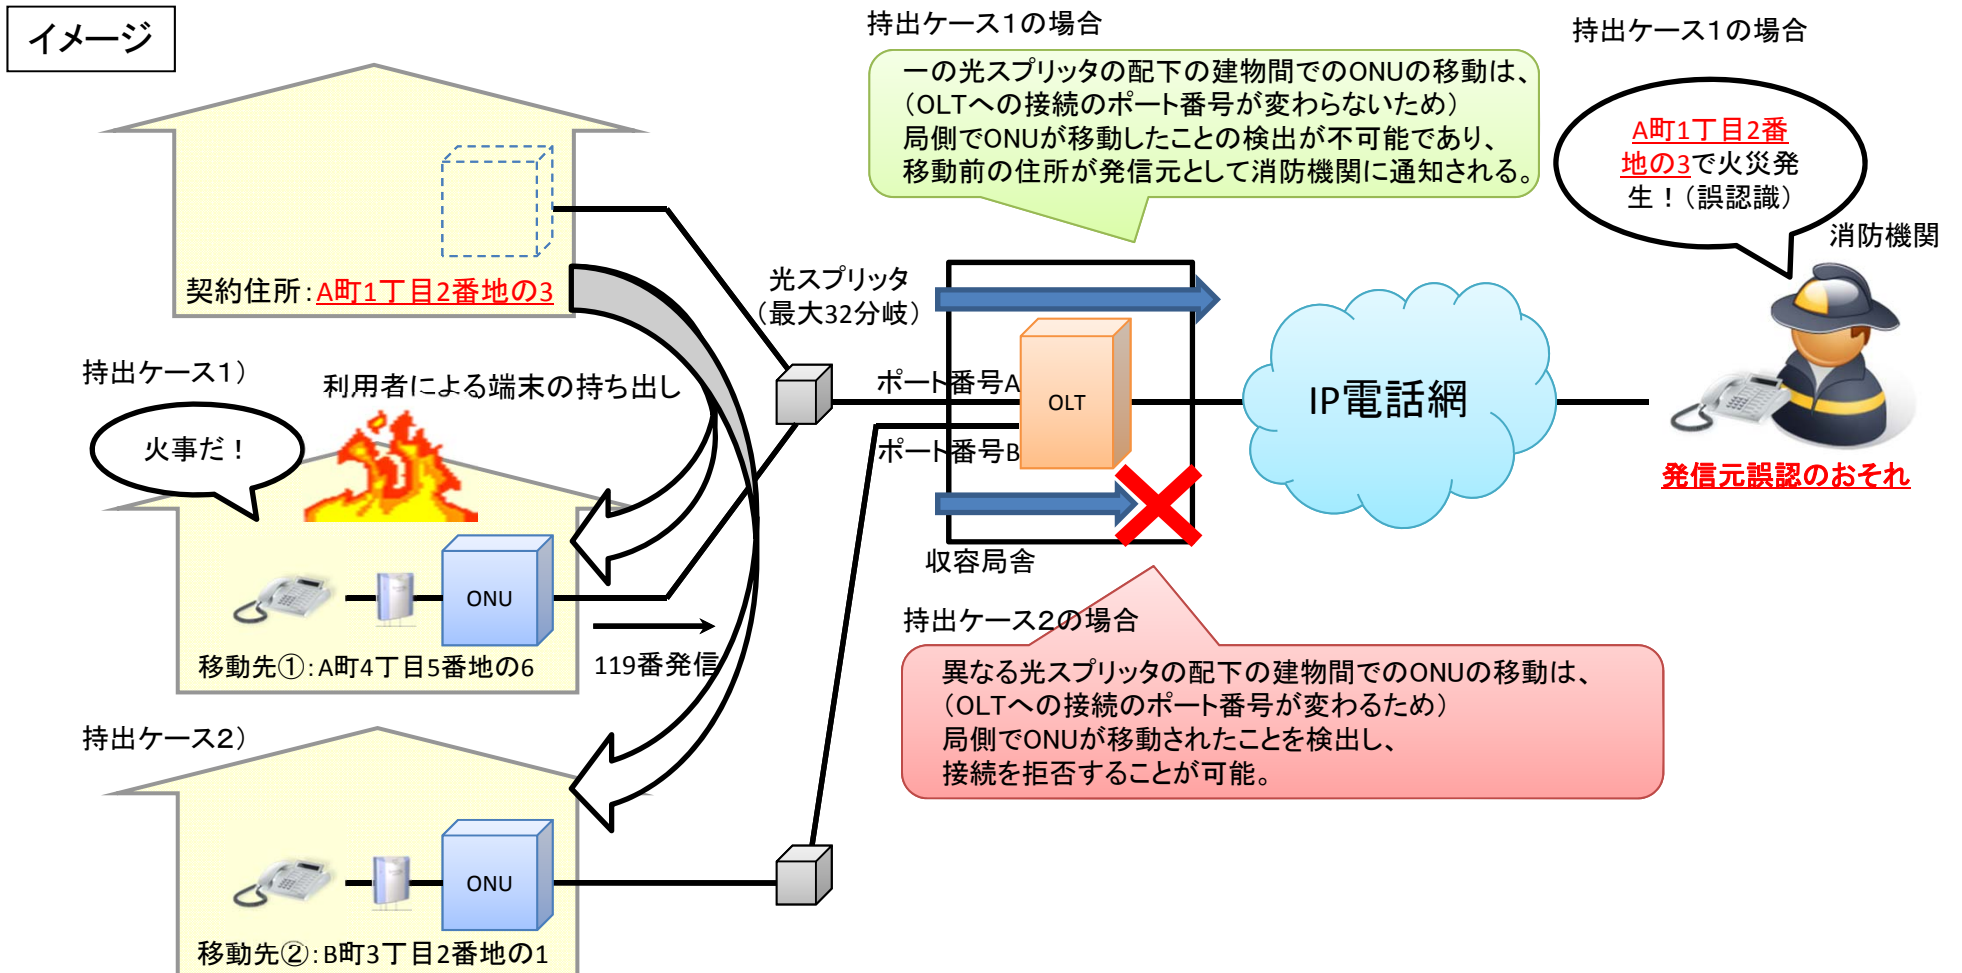 イメージ
持出ケース1の場合
一の光スプリッタの配下の建物間でのONUの移動は、
（OLTへの接続のポート番号が変わらないため）
局側でONUが移動したことの検出が不可能であり、
移動前の住所が発信元として消防機関に通知される。
持出ケース1の場合
A町1丁目2番
地の3で火災発
生！（誤認識）
消防機関
契約住所：A町1丁目2番地の3
光スプリッタ
（最大32分岐）
持出ケース1）
利用者による端末の持ち出し
火事だ！
ポート番号A
OLT
ポート番号B
IP電話網
発信元誤認のおそれ
収容局舎
ONU
移動先①：A町4丁目5番地の6
119番発信
持出ケース2の場合
異なる光スプリッタの配下の建物間でのONUの移動は、
（OLTへの接続のポート番号が変わるため）
局側でONUが移動されたことを検出し、
接続を拒否することが可能。
持出ケース2）
ONU
移動先②：B町3丁目2番地の1